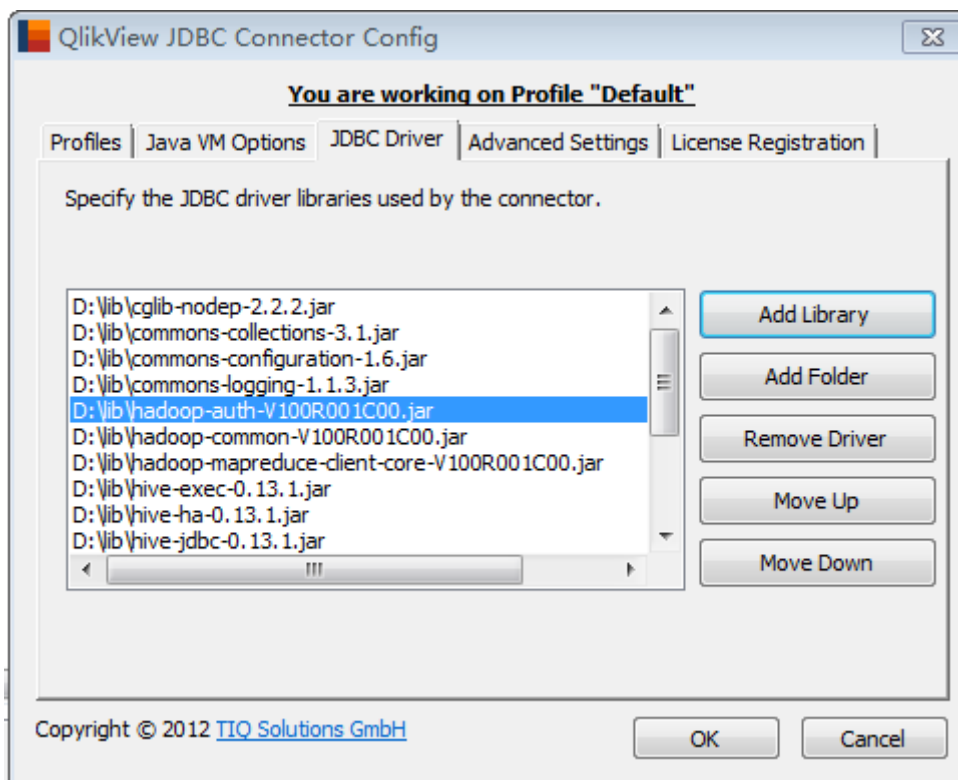 QlikView JDBC Connector Config
You are working on Profile "Default"
Profiles
Java VM Options
JDBC Driver
Advanced Settings
License Registration
Specify the JDBC driver libraries used by the connector.
D:\lib\cglib-nodep-2.2.2.jar
D:\lib\commons-collections-3.1.jar
D:\lib\commons-configuration-1.6.jar
D:\lib\commons-logging-1.1.3.jar
D:\lib\hadoop-auth-V100R001C00.jar
D:\lib\hadoop-common-V100R001C00.jar
D:\lib\hadoop-mapreduce-client-core-V100R001C00.jar
D:\lib\hive-exec-0.13.1.jar
D:\lib\hive-ha-0.13.1.jar
D:\lib\hive-jdbc-0.13.1.jar
Add Library
Add Folder
Remove Driver
Move Up
Move Down
Copyright © 2012 TIQ Solutions GmbH
OK
Cancel